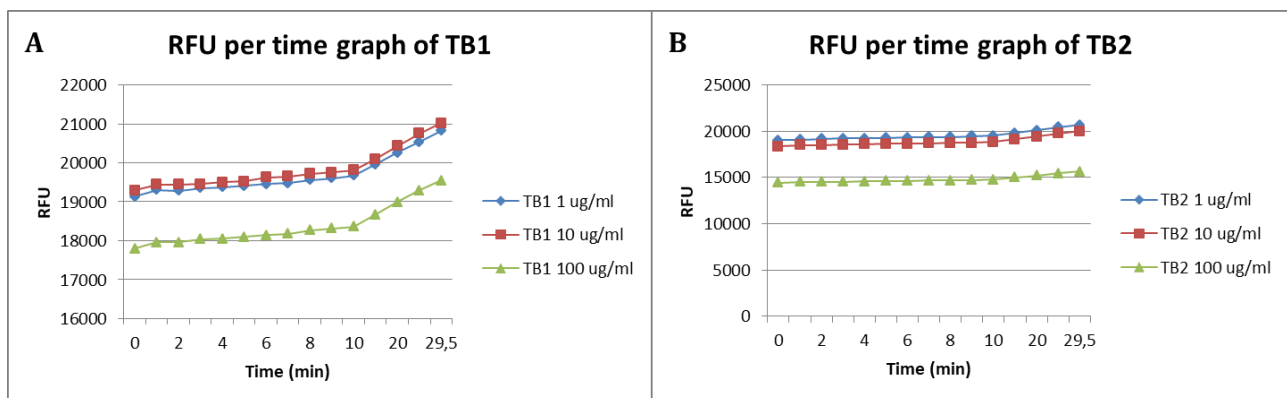 A
RFU per time graph of TB1
22000
21000
20000
19000
18000
17000
16000
RFU
0 2 4 6 8 10 20 29,5
Time (min)
TB1 1 ug/ml
TB1 10 ug/ml
TB1 100 ug/ml
B
RFU per time graph of TB2
25000
20000
15000
10000
5000
0
RFU
0 2 4 6 8 10 20 29,5
Time (min)
TB2 1 ug/ml
TB2 10 ug/ml
TB2 100 ug/ml